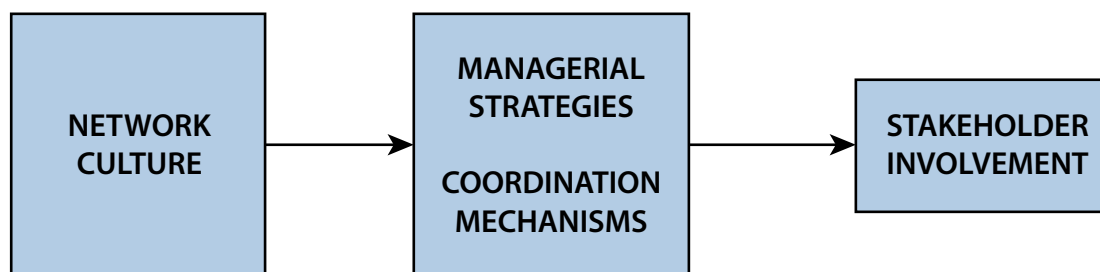 NETWORK
CULTURE
MANAGERIAL
STRATEGIES
COORDINATION
MECHANISMS
STAKEHOLDER
INVOLVEMENT